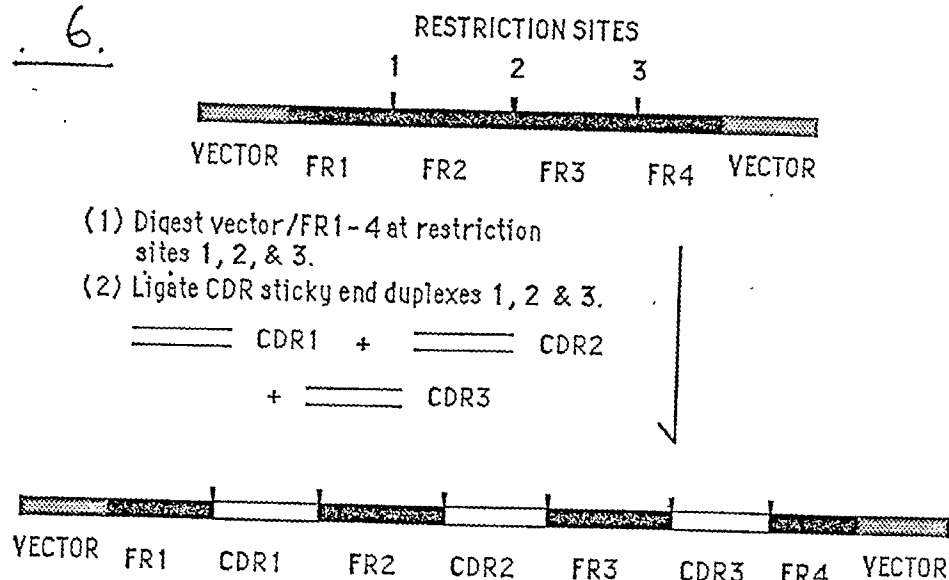 . 6.
RESTRICTION SITES
1 2 3
VECTOR FR1 FR2 FR3 FR4 VECTOR
(1) Digest vector/FR1-4 at restriction
sites 1, 2, & 3.
(2) Ligate CDR sticky end duplexes 1, 2 & 3.
CDR1 + CDR2
+ CDR3
VECTOR FR1 CDR1 FR2 CDR2 FR3 CDR3 FR4 VECTOR